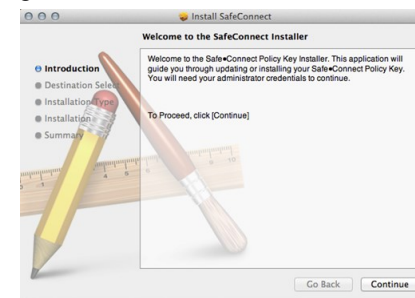 Install SafeConnect
Welcome to the SafeConnect Installer
Introduction
Destination Select
Installation Type
Installation
Summary
Welcome to the Safe•Connect Policy Key Installer. This application will
guide you through updating or installing your Safe•Connect Policy Key.
You will need your administrator credentials to continue.
To Proceed, click [Continue]
Go Back
Continue